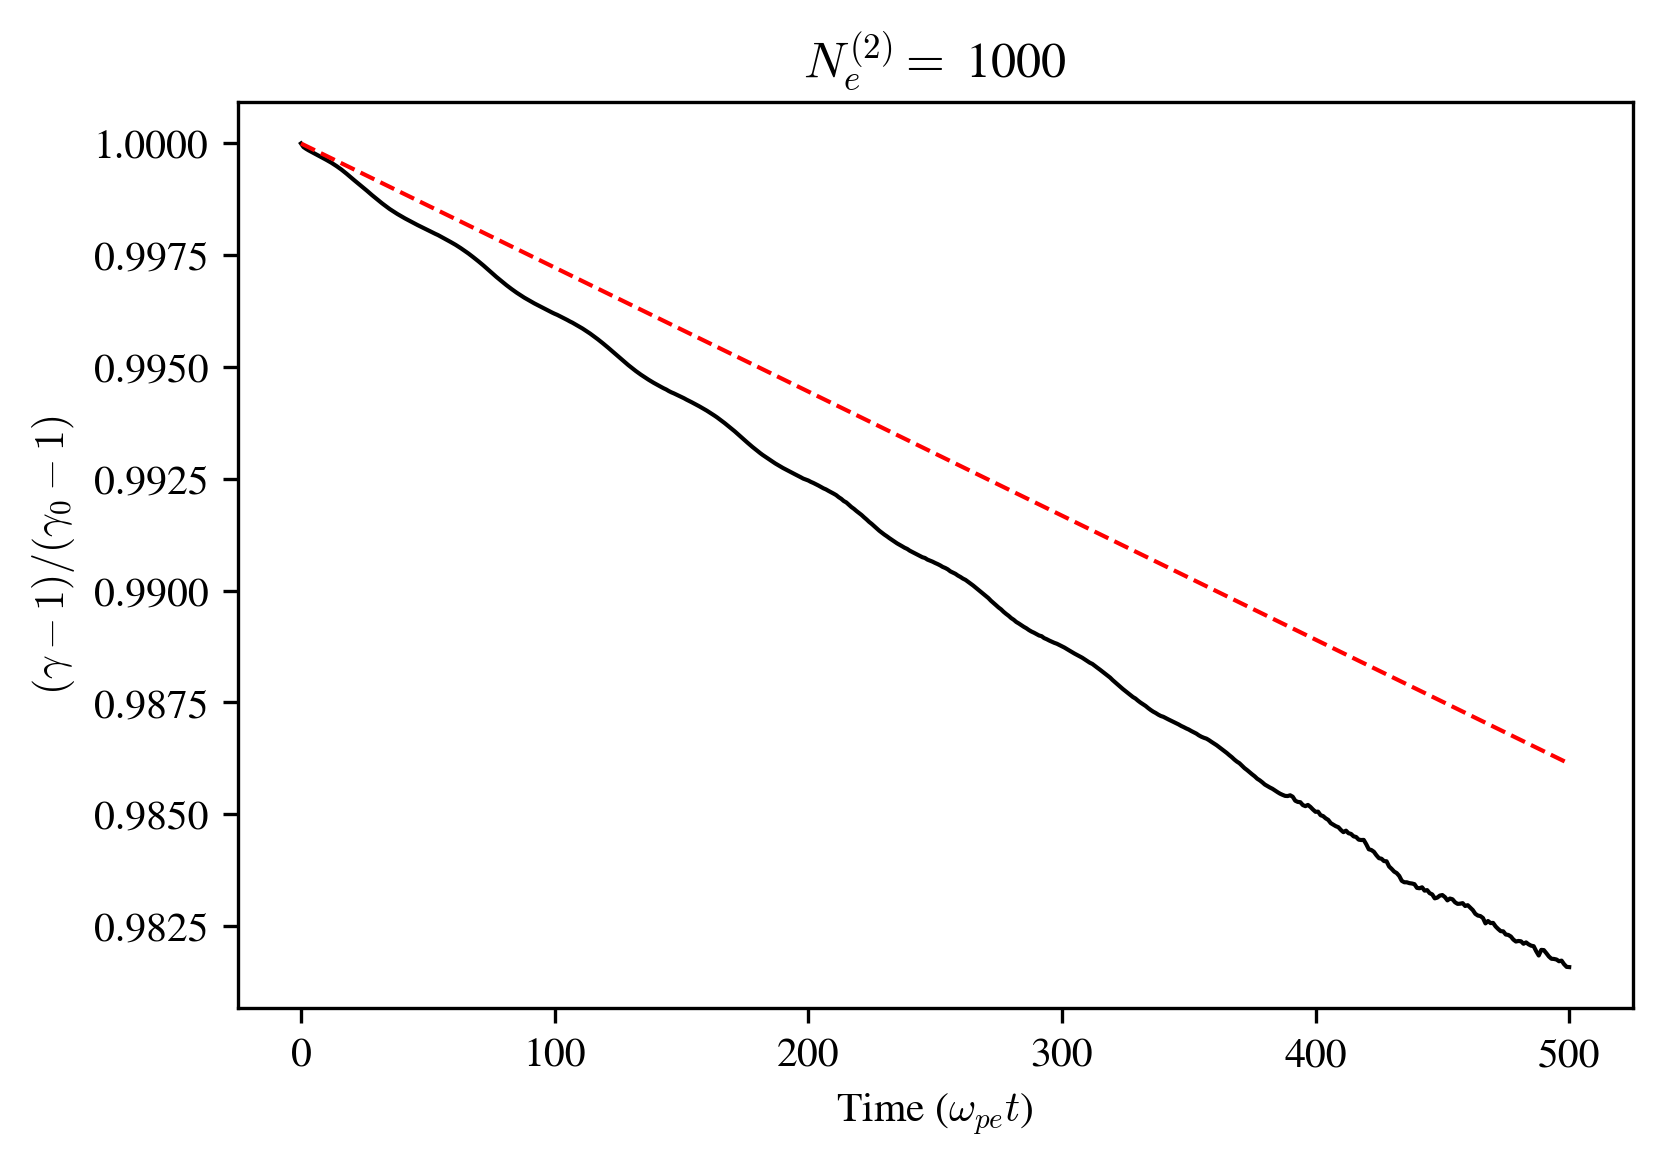 $N_e^{(2)} = 1000$
$(\gamma - 1)/(\gamma_0 - 1)$
1.0000
0.9975
0.9950
0.9925
0.9900
0.9875
0.9850
0.9825
0 100 200 300 400 500
Time ($\omega_{pe}t$)